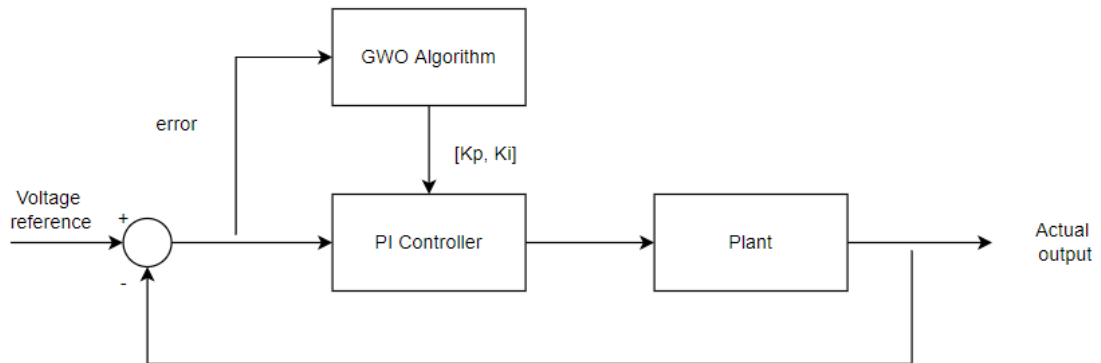 GWO Algorithm
error
[Kp, Ki]
Voltage
reference
+
PI Controller
Plant
Actual
output
-